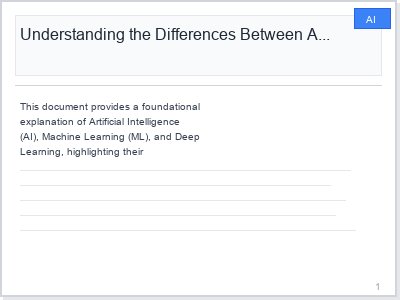 AI
Understanding the Differences Between A...
This document provides a foundational
explanation of Artificial Intelligence
(AI), Machine Learning (ML), and Deep
Learning, highlighting their
1